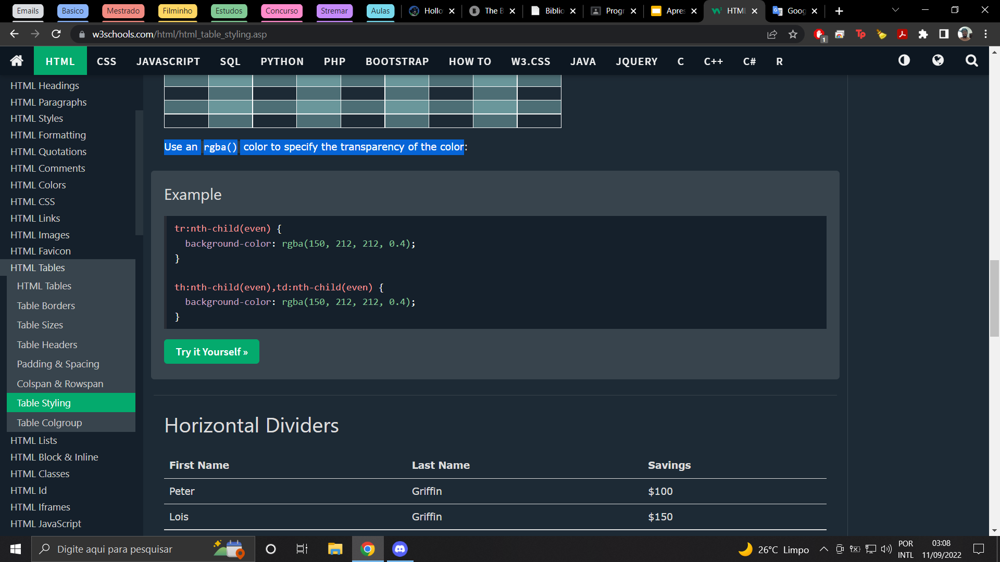 Emails Basico Mestrado Filminho Estudos Concurso Stremar Aulas Hollo The B Biblio Progr Apres HTML Goog
w3schools.com/html/html_table_styling.asp
1
HTML CSS JAVASCRIPT SQL PYTHON PHP BOOTSTRAP HOW TO W3.CSS JAVA JQUERY C C++ C# R
HTML Headings
HTML Paragraphs
HTML Styles
HTML Formatting
HTML Quotations
HTML Comments
HTML Colors
HTML CSS
HTML Links
HTML Images
HTML Favicon
HTML Tables
HTML Tables
Table Borders
Table Sizes
Table Headers
Padding & Spacing
Colspan & Rowspan
Table Styling
Table Colgroup
HTML Lists
HTML Block & Inline
HTML Classes
HTML Id
HTML Iframes
HTML JavaScript
Use an rgba() color to specify the transparency of the color:
Example
tr:nth-child(even) {
background-color: rgba(150, 212, 212, 0.4);
}
th:nth-child(even),td:nth-child(even) {
background-color: rgba(150, 212, 212, 0.4);
}
Try it Yourself »
Horizontal Dividers
First Name Last Name Savings
Peter Griffin $100
Lois Griffin $150
Digite aqui para pesquisar
26°C Limpo
POR
INTL
03:08
11/09/2022